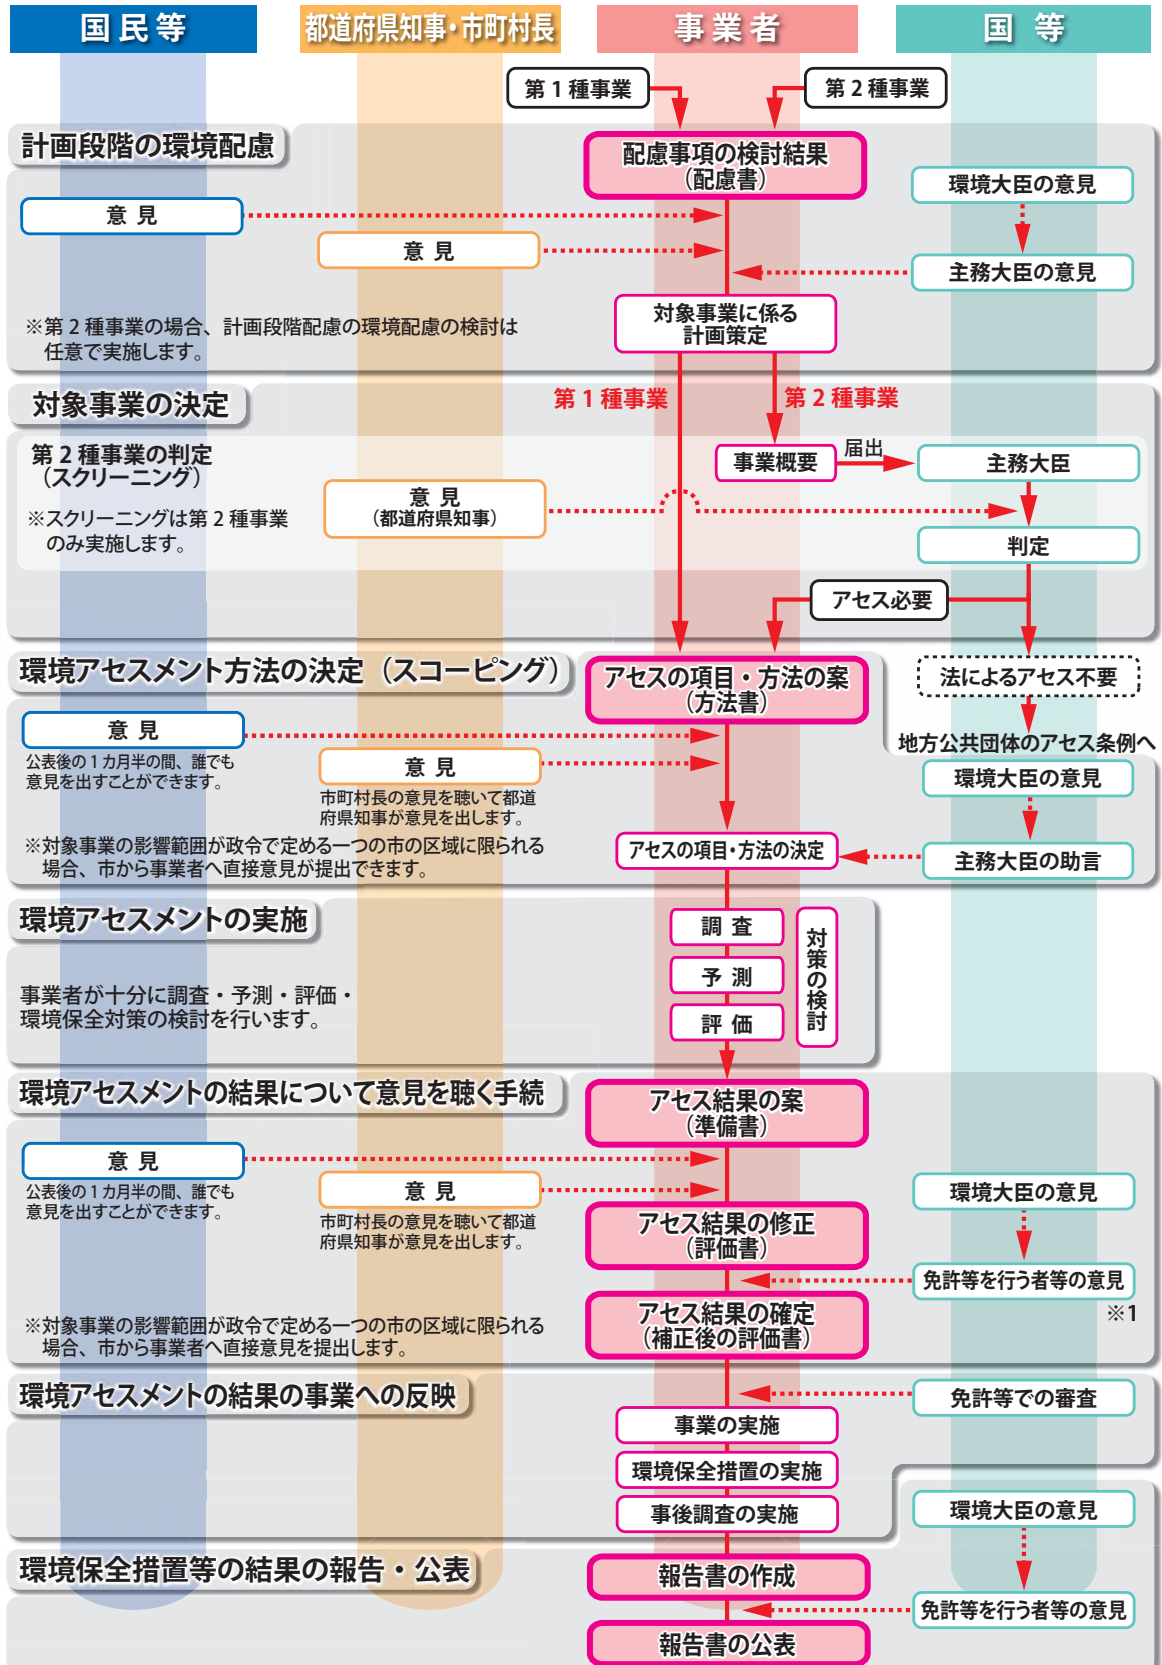 国民等
都道府県知事・市町村長
事業者
国 等
第1種事業
第2種事業
計画段階の環境配慮
配慮事項の検討結果
（配慮書）
環境大臣の意見
意 見
意 見
主務大臣の意見
対象事業に係る
計画策定
※第2種事業の場合、計画段階配慮の環境配慮の検討は
任意で実施します。
対象事業の決定
第1種事業
第2種事業
第2種事業の判定
（スクリーニング）
事業概要
届出
主務大臣
意 見
（都道府県知事）
※スクリーニングは第2種事業
のみ実施します。
判定
アセス必要
環境アセスメント方法の決定（スコーピング）
アセスの項目・方法の案
（方法書）
法によるアセス不要
地方公共団体のアセス条例へ
意 見
公表後の1カ月半の間、誰でも
意見を出すことができます。
意 見
市町村長の意見を聴いて都道
府県知事が意見を出します。
環境大臣の意見
※対象事業の影響範囲が政令で定める一つの市の区域に限られる
場合、市から事業者へ直接意見が提出できます。
アセスの項目・方法の決定
主務大臣の助言
環境アセスメントの実施
調 査
予 測
評 価
対策の検討
事業者が十分に調査・予測・評価・
環境保全対策の検討を行います。
環境アセスメントの結果について意見を聴く手続
アセス結果の案
（準備書）
意 見
公表後の1カ月半の間、誰でも
意見を出すことができます。
意 見
市町村長の意見を聴いて都道
府県知事が意見を出します。
環境大臣の意見
アセス結果の修正
（評価書）
免許等を行う者等の意見
※1
アセス結果の確定
（補正後の評価書）
※対象事業の影響範囲が政令で定める一つの市の区域に限られる
場合、市から事業者へ直接意見を提出します。
環境アセスメントの結果の事業への反映
免許等での審査
事業の実施
環境保全措置の実施
事後調査の実施
環境大臣の意見
環境保全措置等の結果の報告・公表
報告書の作成
免許等を行う者等の意見
報告書の公表